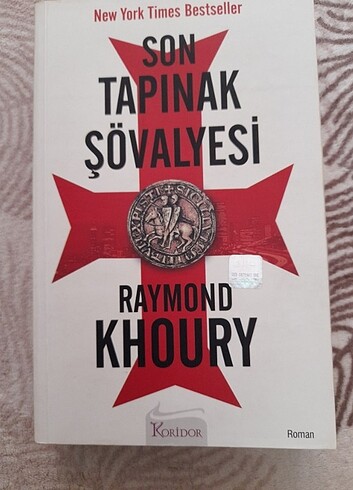 New York Times Bestseller
SON
TAPINAK
ŞÖVALYESİ
RAYMOND
KHOURY
KORİDOR
Roman